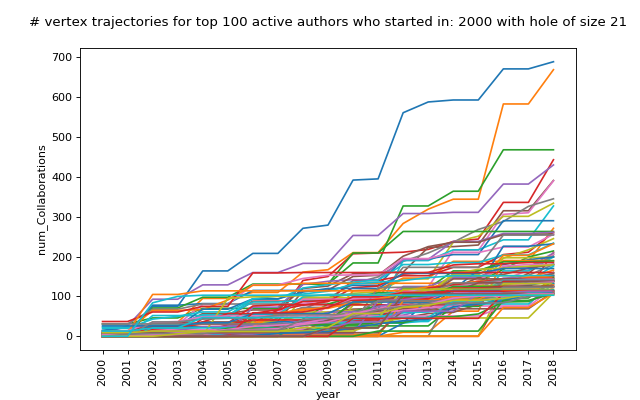 # vertex trajectories for top 100 active authors who started in: 2000 with hole of size 21
700
600
500
400
300
200
100
0
num_Collaborations
2000 2001 2002 2003 2004 2005 2006 2007 2008 2009 2010 2011 2012 2013 2014 2015 2016 2017 2018
year